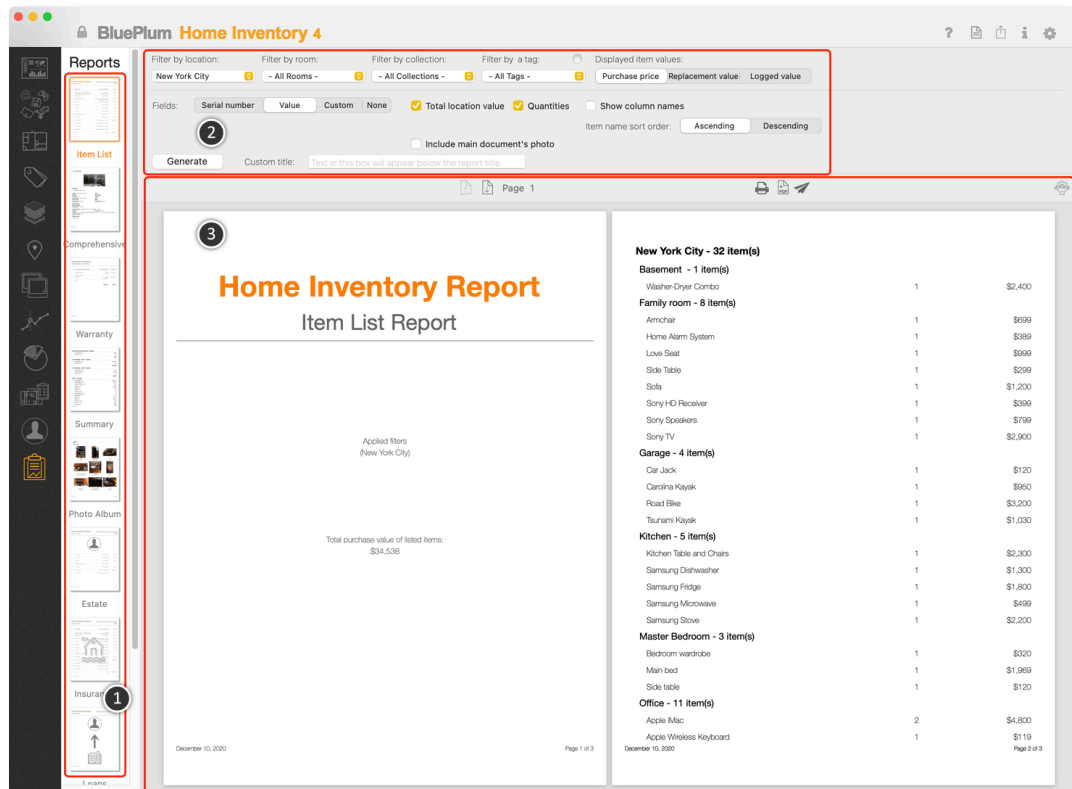 BluePlum Home Inventory 4
Reports
Item List
Comprehensive
Warranty
Summary
Photo Album
Estate
Insuran
1
Loans
Filter by location:
Filter by room:
Filter by collection:
Filter by a tag:
Displayed item values:
New York City
- All Rooms -
- All Collections -
- All Tags -
Purchase price
Replacement value
Logged value
Fields:
Serial number
Value
Custom
None
Total location value
Quantities
Show column names
2
Item name sort order:
Ascending
Descending
Include main document's photo
Generate
Custom title:
Text in this box will appear below the report title.
Page 1
PDF
3
Home Inventory Report
Item List Report
Applied filters
(New York City)
Total purchase value of listed items:
$34,538
December 10, 2020
Page 1 of 3
New York City - 32 item(s)
Basement - 1 item(s)
Washer-Dryer Combo 1 $2,400
Family room - 8 item(s)
Armchair 1 $699
Home Alarm System 1 $389
Love Seat 1 $999
Side Table 1 $299
Sofa 1 $1,200
Sony HD Receiver 1 $399
Sony Speakers 1 $799
Sony TV 1 $2,900
Garage - 4 item(s)
Car Jack 1 $120
Carolina Kayak 1 $950
Road Bike 1 $3,200
Tsunami Kayak 1 $1,030
Kitchen - 5 item(s)
Kitchen Table and Chairs 1 $2,300
Samsung Dishwasher 1 $1,300
Samsung Fridge 1 $1,800
Samsung Microwave 1 $499
Samsung Stove 1 $2,200
Master Bedroom - 3 item(s)
Bedroom wardrobe 1 $320
Main bed 1 $1,969
Side table 1 $120
Office - 11 item(s)
Apple iMac 2 $4,800
Apple Wireless Keyboard 1 $119
December 10, 2020
Page 2 of 3